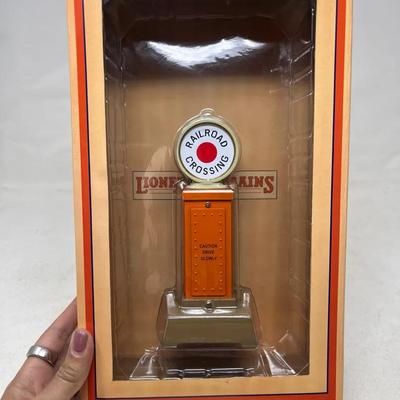 RAILROAD
CROSSING
LIONEL TRAINS
CAUTION
DRIVE
SLOWLY